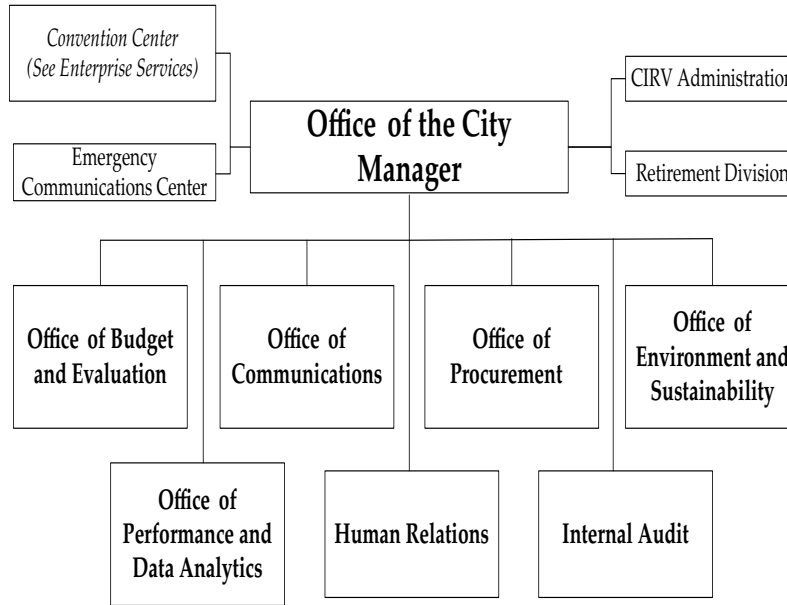 Convention Center
(See Enterprise Services)
CIRV Administration
Office of the City
Manager
Emergency
Communications Center
Retirement Division
Office of Budget
and Evaluation
Office of
Communications
Office of
Procurement
Office of
Environment and
Sustainability
Office of
Performance and
Data Analytics
Human Relations
Internal Audit